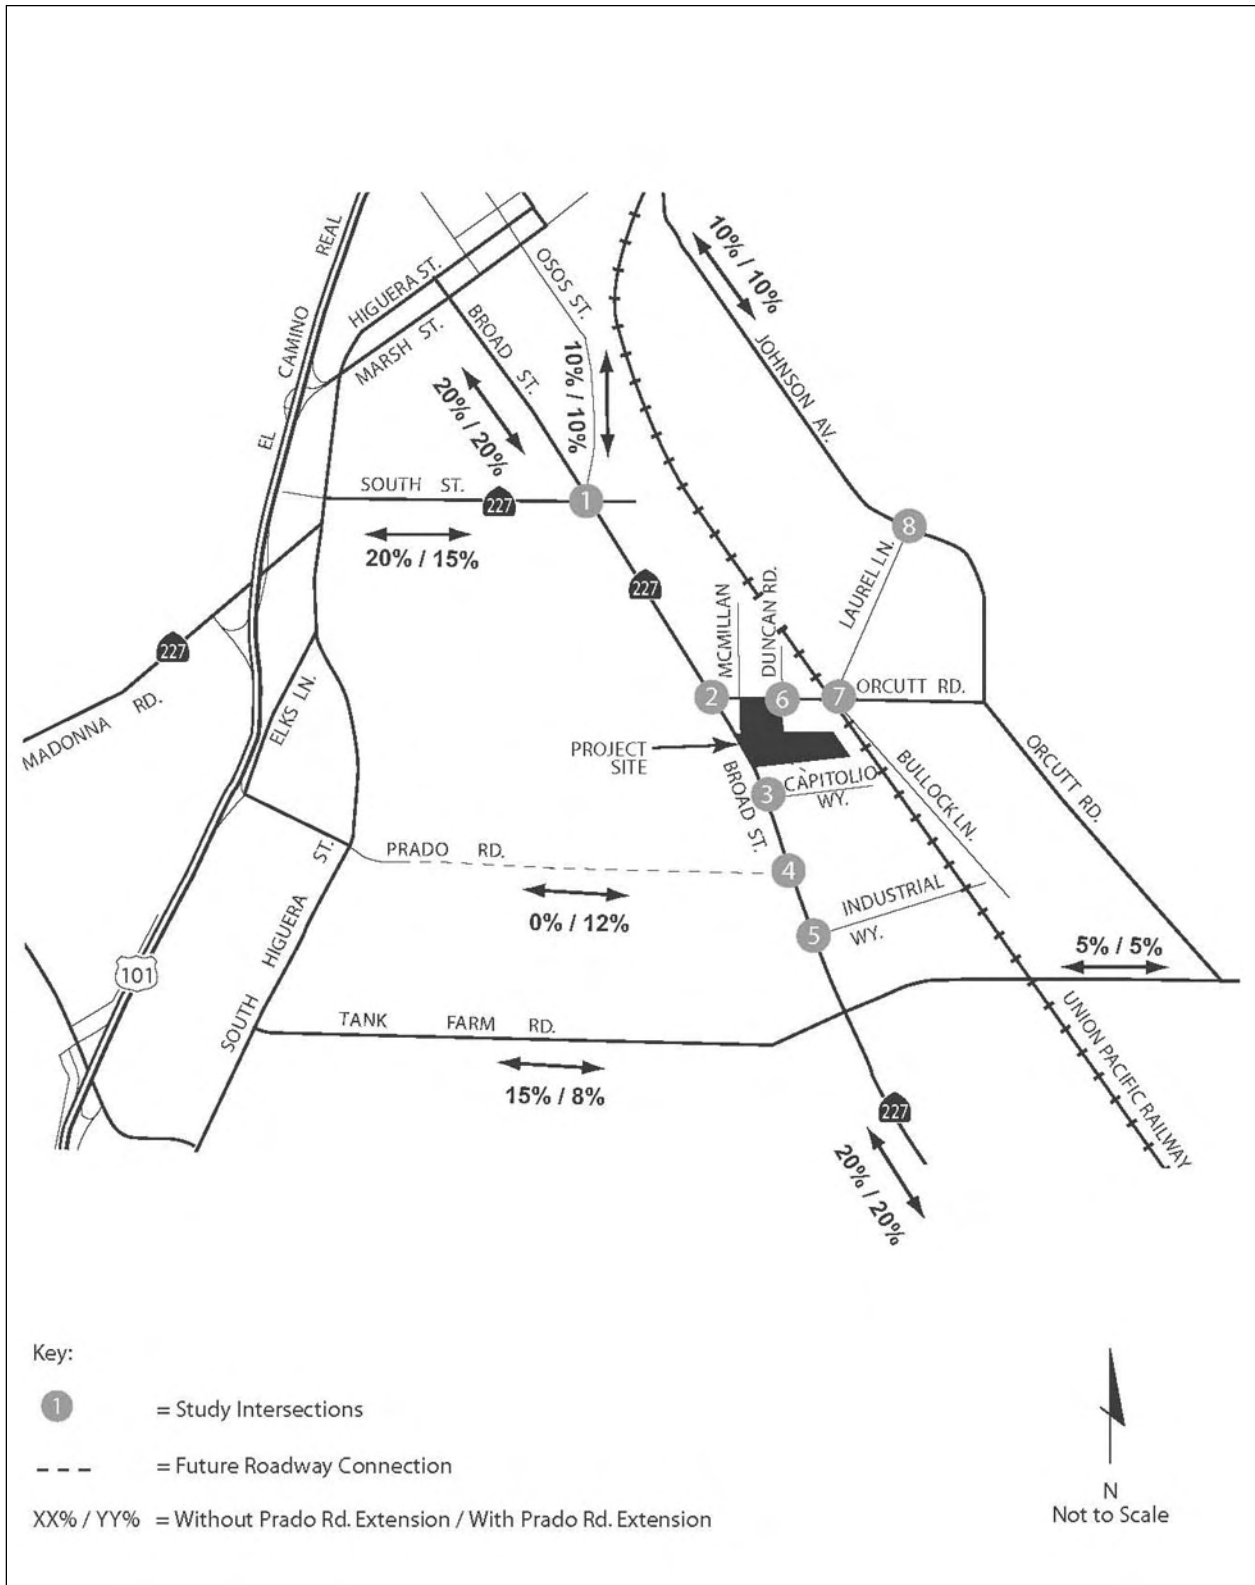 EL CAMINO REAL
HIGUERA ST.
MARSH ST.
BROAD ST.
OSOS ST.
20% / 20%
10% / 10%
10% / 10%
JOHNSON AV.
SOUTH ST.
227
1
20% / 15%
8
227
MCMILLAN
DUNCAN RD.
LAUREL LN.
227
MADONNA RD.
ELKS LN.
2
6
7
ORCUTT RD.
PROJECT
SITE
BROAD ST.
3
CAPITOLIO
WY.
BULLOCK LN.
ORCUTT RD.
PRADO RD.
4
0% / 12%
SOUTH HIGUERA ST.
INDUSTRIAL
WY.
5
5% / 5%
101
TANK FARM RD.
15% / 8%
UNION PACIFIC RAILWAY
227
20% / 20%
Key:
1 = Study Intersections
= Future Roadway Connection
XX% / YY% = Without Prado Rd. Extension / With Prado Rd. Extension
N
Not to Scale